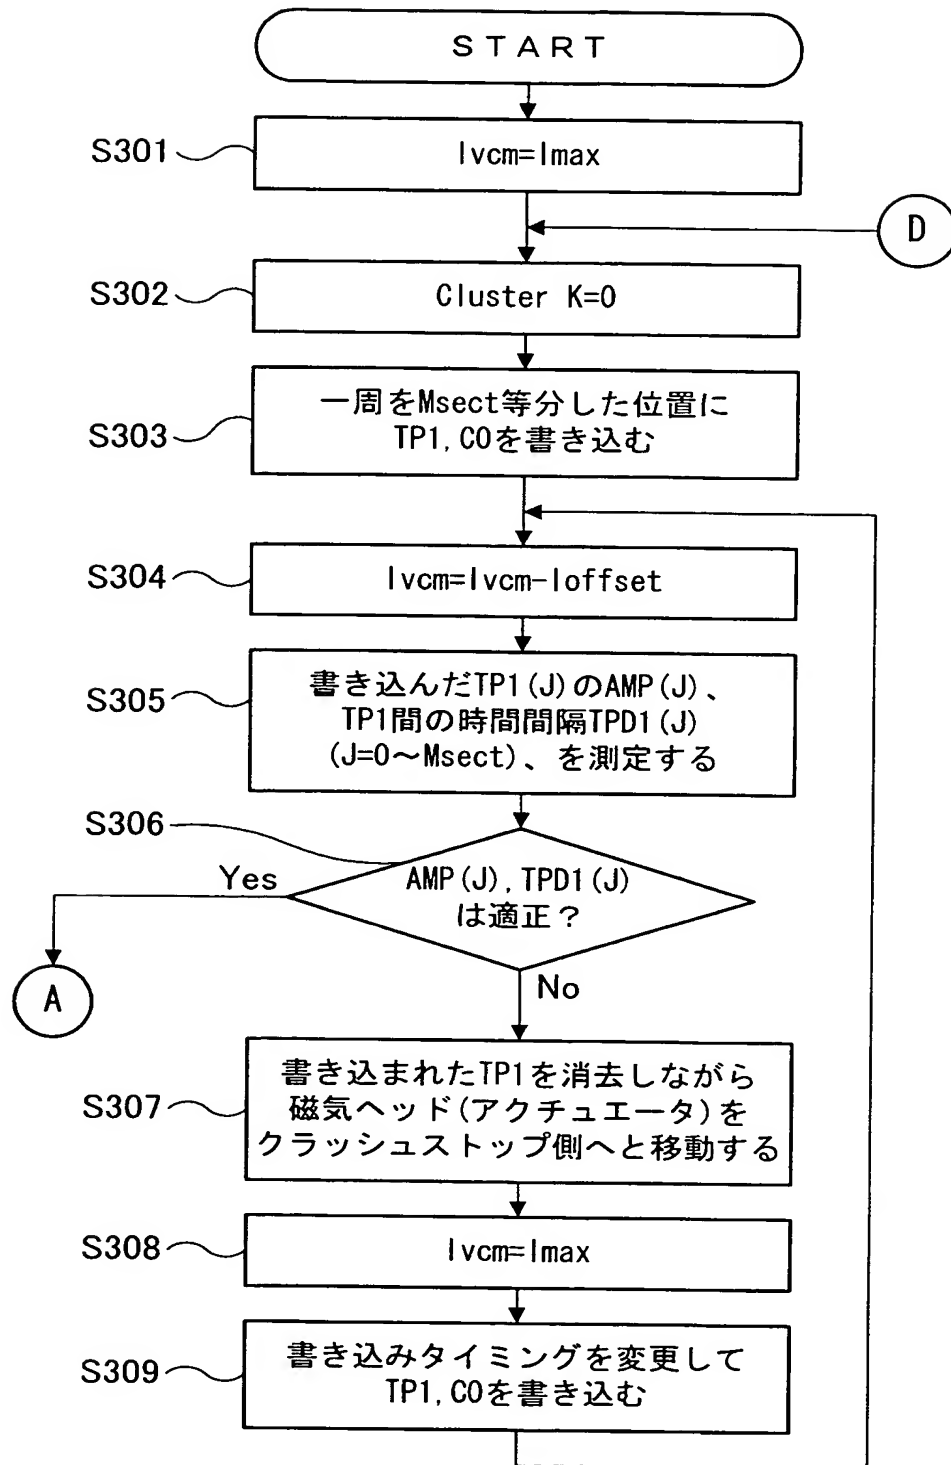 START
S301
Ivcm=Imax
D
S302
Cluster K=0
S303
一周をMsect等分した位置に
TP1,C0を書き込む
S304
Ivcm=Ivcm-Ioffset
S305
書き込んだTP1(J)のAMP(J)、
TP1間の時間間隔TPD1(J)
(J=0～Msect)、を測定する
S306
Yes
AMP(J),TPD1(J)
は適正?
A
No
S307
書き込まれたTP1を消去しながら
磁気ヘッド(アクチュエータ)を
クラッシュストップ側へと移動する
S308
Ivcm=Imax
S309
書き込みタイミングを変更して
TP1,C0を書き込む